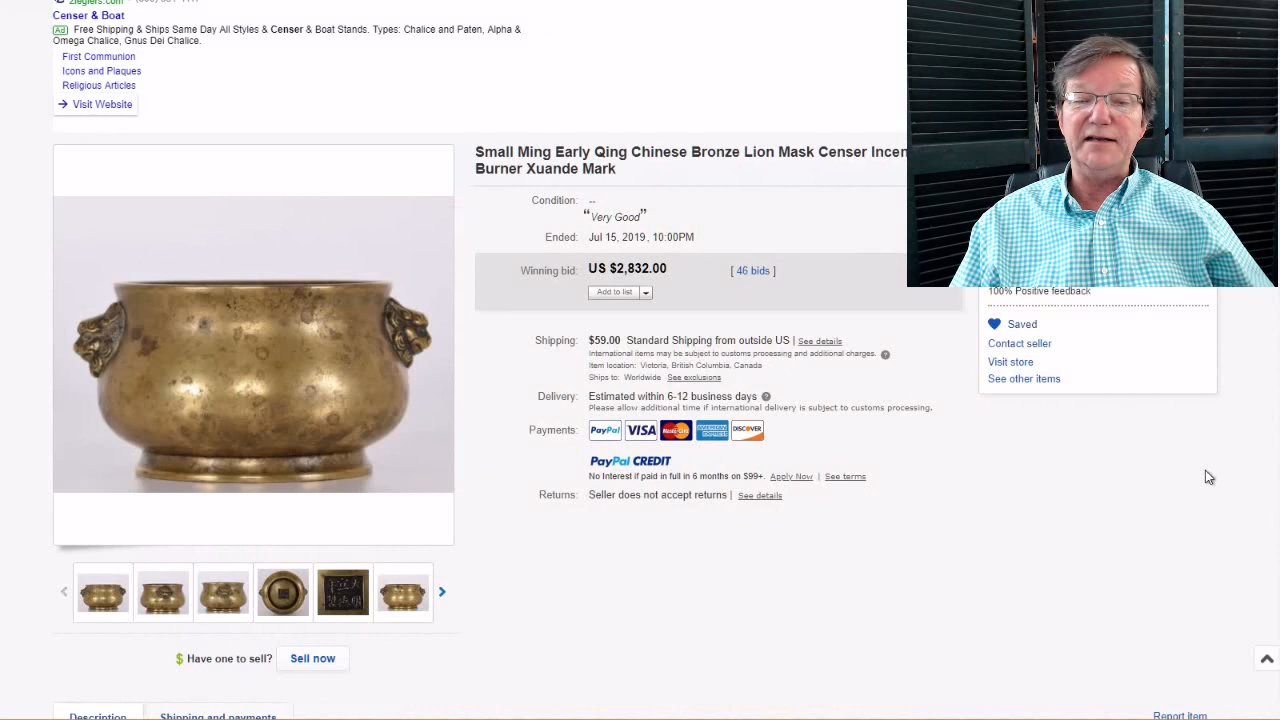 Censer & Boat
Ad Free Shipping & Ships Same Day All Styles & Censer & Boat Stands. Types: Chalice and Paten, Alpha &
Omega Chalice, Gnus Dei Chalice.
First Communion
Icons and Plaques
Religious Articles
→ Visit Website
Small Ming Early Qing Chinese Bronze Lion Mask Censer Incen
Burner Xuande Mark
Condition: --
“Very Good”
Ended: Jul 15, 2019 , 10:00PM
Winning bid: US $2,832.00 [ 46 bids ]
Add to list
100% Positive feedback
Saved
Contact seller
Visit store
See other items
Shipping: $59.00 Standard Shipping from outside US | See details
International items may be subject to customs processing and additional charges. ?
Item location: Victoria, British Columbia, Canada
Ships to: Worldwide See exclusions
Delivery: Estimated within 6-12 business days ?
Please allow additional time if international delivery is subject to customs processing.
Payments: PayPal VISA MasterCard AMERICAN EXPRESS DISCOVER
PayPal CREDIT
No Interest if paid in full in 6 months on $99+. Apply Now | See terms
Returns: Seller does not accept returns | See details
$ Have one to sell? Sell now
Description Shipping and payments
Report item